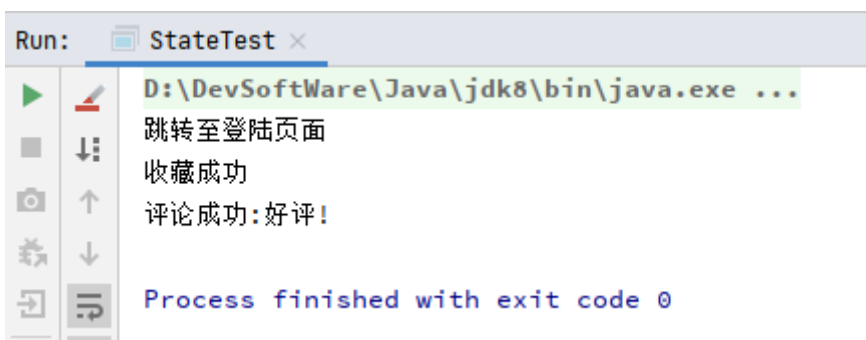 Run: StateTest ×
D:\DevSoftWare\Java\jdk8\bin\java.exe ...
跳转至登陆页面
收藏成功
评论成功:好评!
Process finished with exit code 0